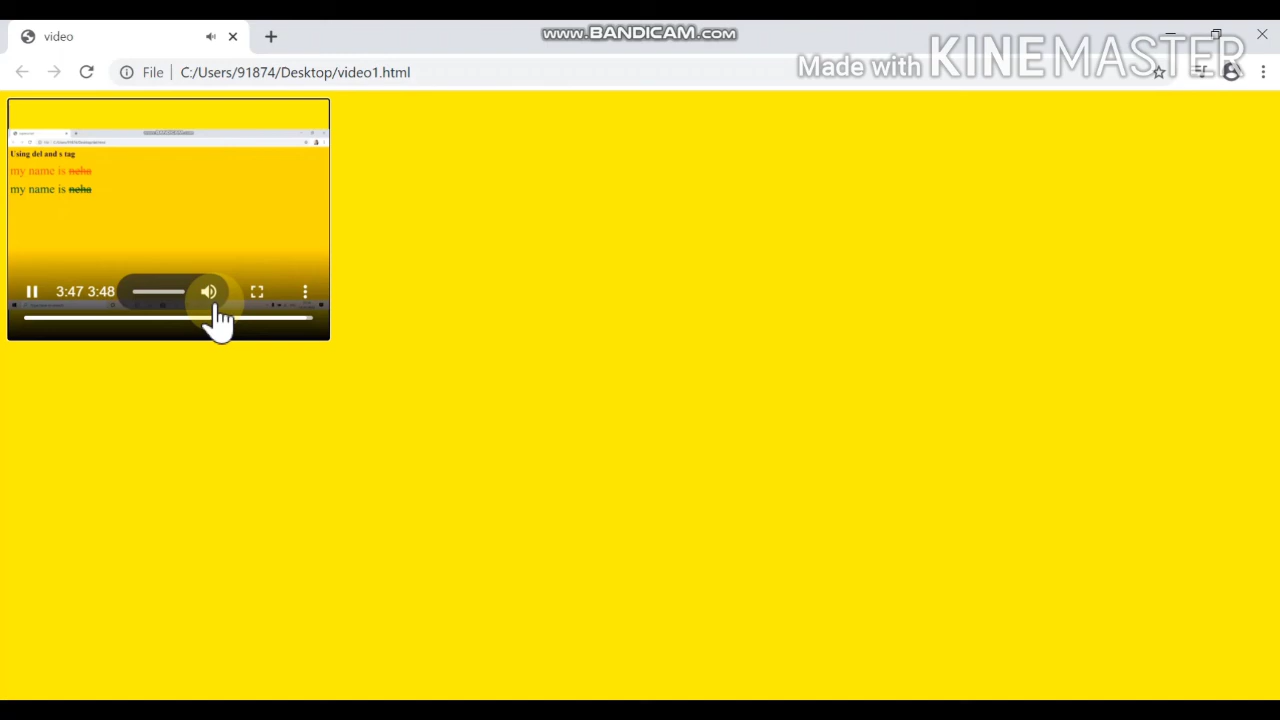 video
www.BANDICAM.com
Made with KINEMASTER
File
C:/Users/91874/Desktop/video1.html
Using del and s tag
my name is neha
my name is neha
3:47 3:48